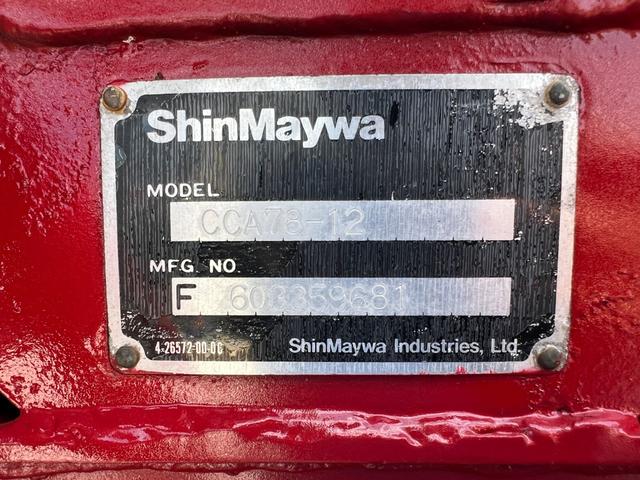 ShinMaywa
MODEL
CCA78-12
MFG. NO.
F 603359681
4-26572-00-0C
ShinMaywa Industries, Ltd.